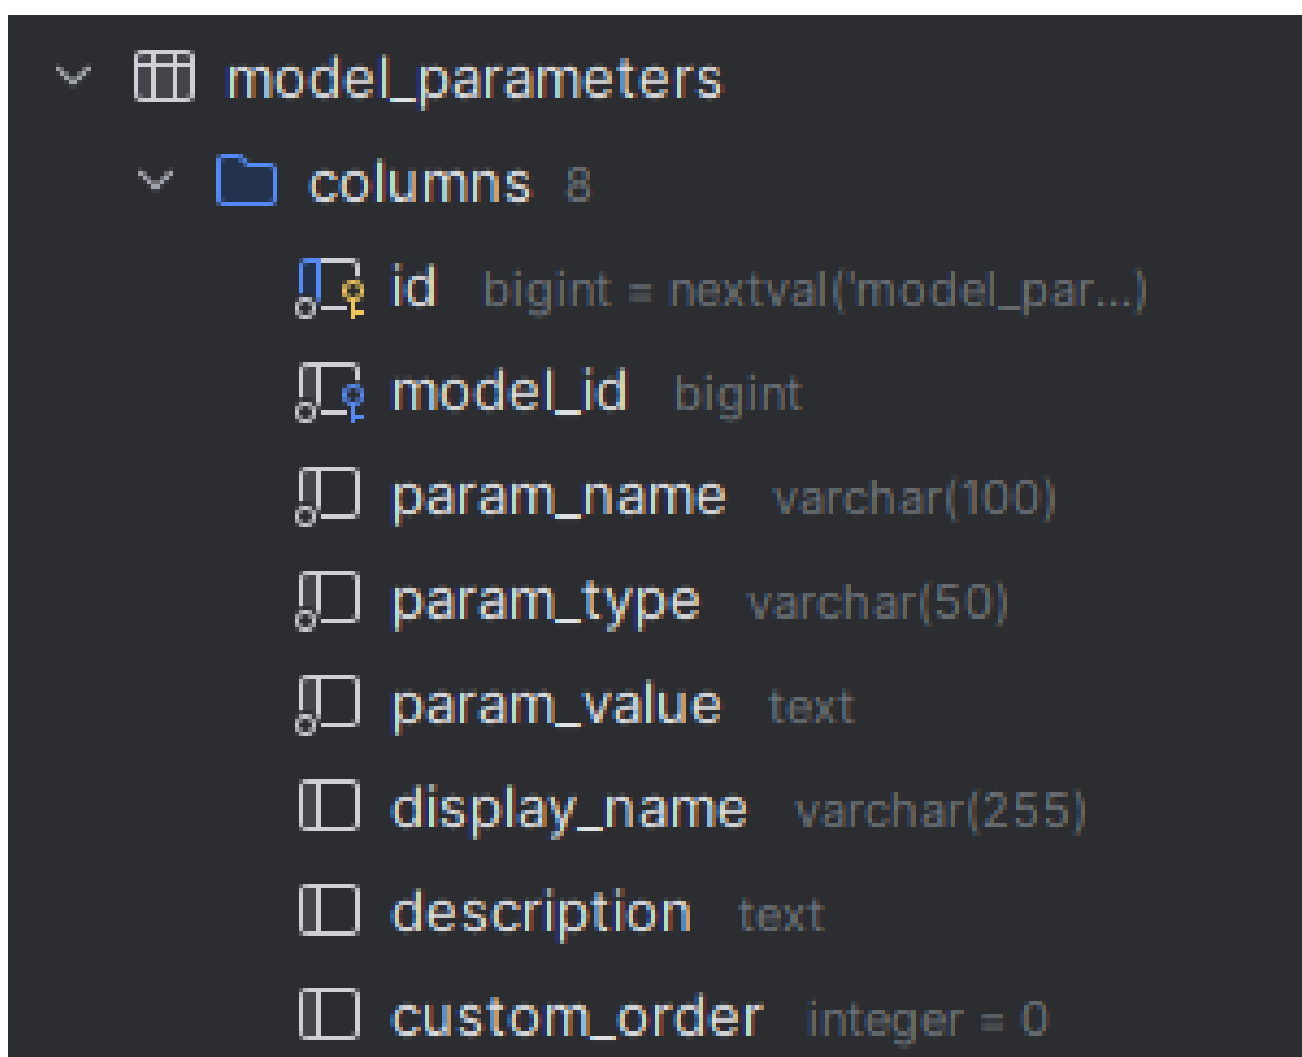 model_parameters
columns 8
id bigint = nextval('model_par...)
model_id bigint
param_name varchar(100)
param_type varchar(50)
param_value text
display_name varchar(255)
description text
custom_order integer = 0